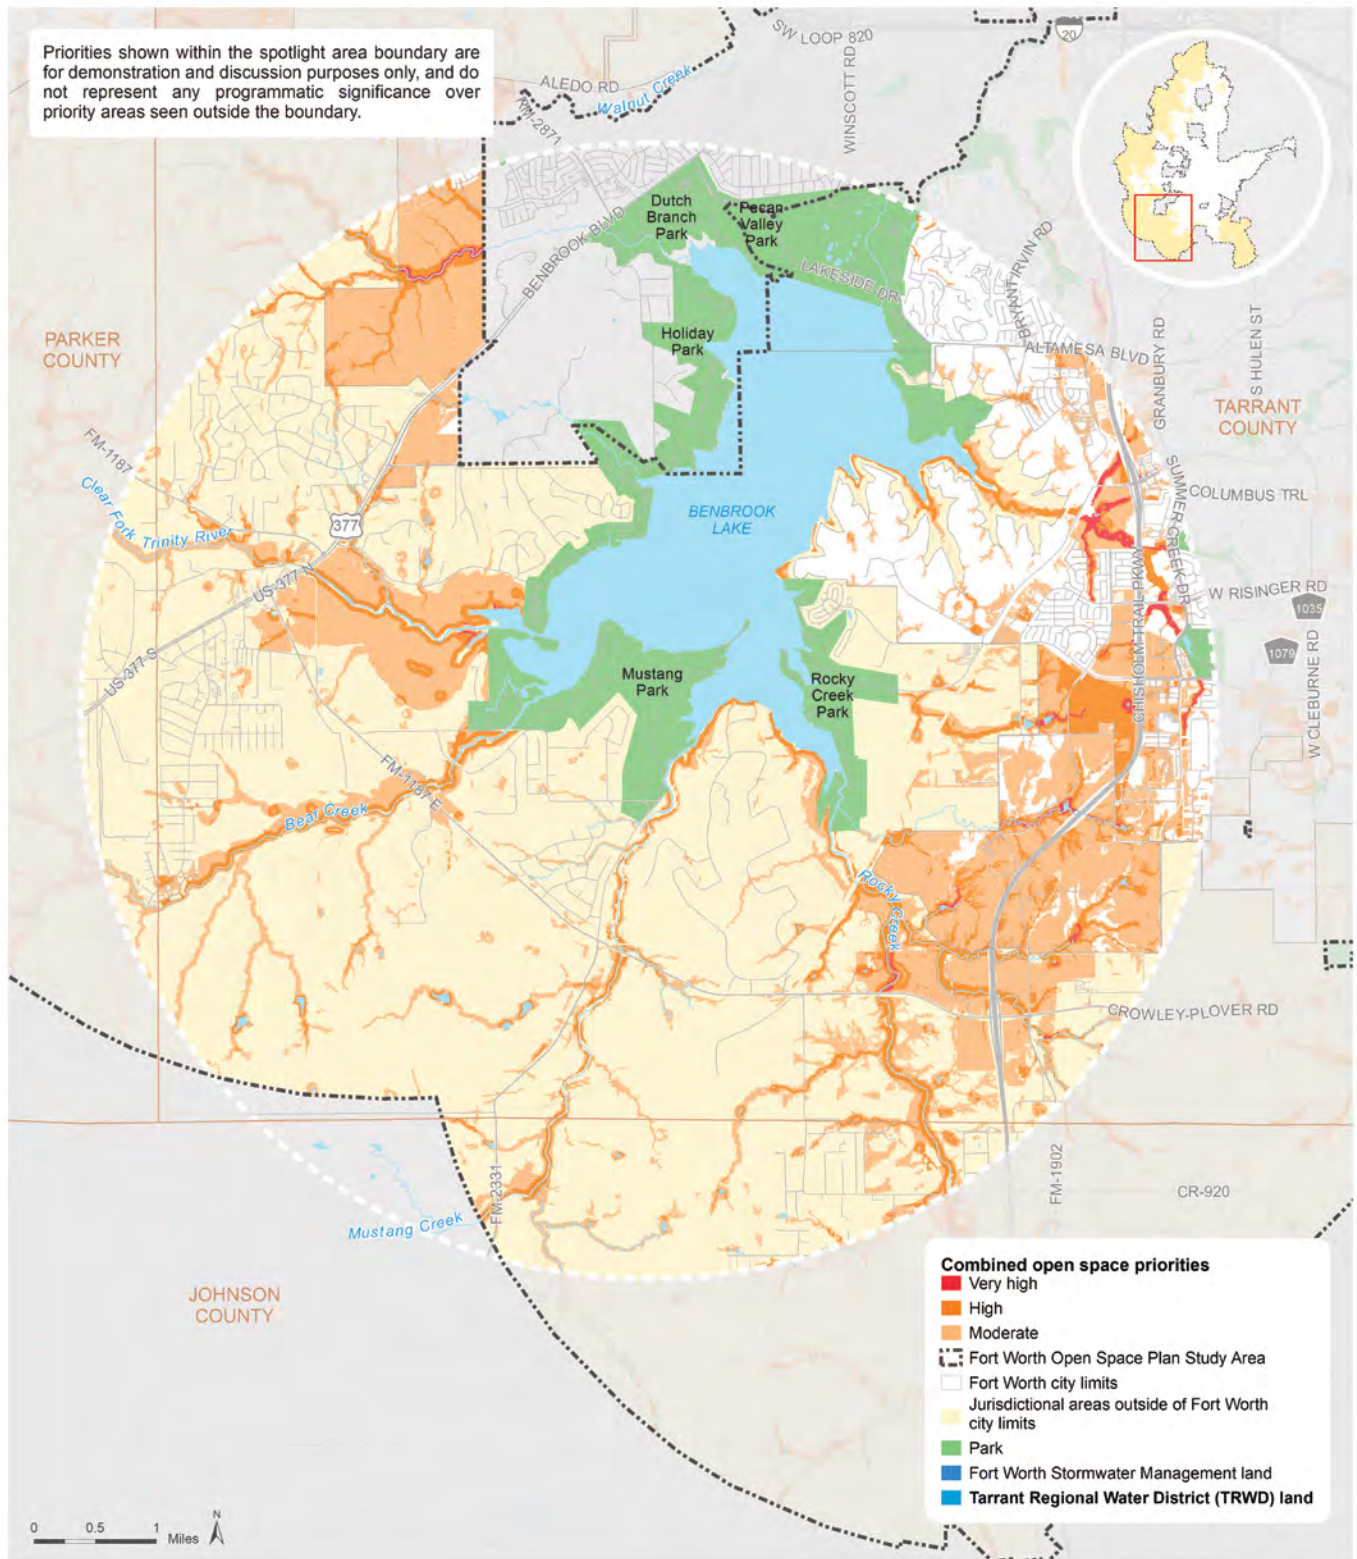 Priorities shown within the spotlight area boundary are
for demonstration and discussion purposes only, and do
not represent any programmatic significance over
priority areas seen outside the boundary.
SW LOOP 820
20
ALEDO RD
Walnut Creek
WINSCOTT RD
FM-2871
Dutch
Branch
Park
Pecan
Valley
Park
BENBROOK BLVD
LAKESIDE DR
BRYANT-IRVIN RD
Holiday
Park
PARKER
COUNTY
ALTAMESA BLVD
GRANBURY RD
S HULEN ST
TARRANT
COUNTY
FM-1187
Clear Fork Trinity River
377
BENBROOK
LAKE
SUMMER CREEK DR
COLUMBUS TRL
US-377 N
CHISHOLM TRAIL PKWY
W RISINGER RD
1035
1079
W CLEBURNE RD
US-377 S
Mustang
Park
Rocky
Creek
Park
FM-1187 E
Bear Creek
Rocky Creek
CROWLEY-PLOVER RD
FM-2331
FM-1902
CR-920
Mustang Creek
JOHNSON
COUNTY
Combined open space priorities
Very high
High
Moderate
Fort Worth Open Space Plan Study Area
Fort Worth city limits
Jurisdictional areas outside of Fort Worth
city limits
Park
Fort Worth Stormwater Management land
Tarrant Regional Water District (TRWD) land
0 0.5 1
Miles
N